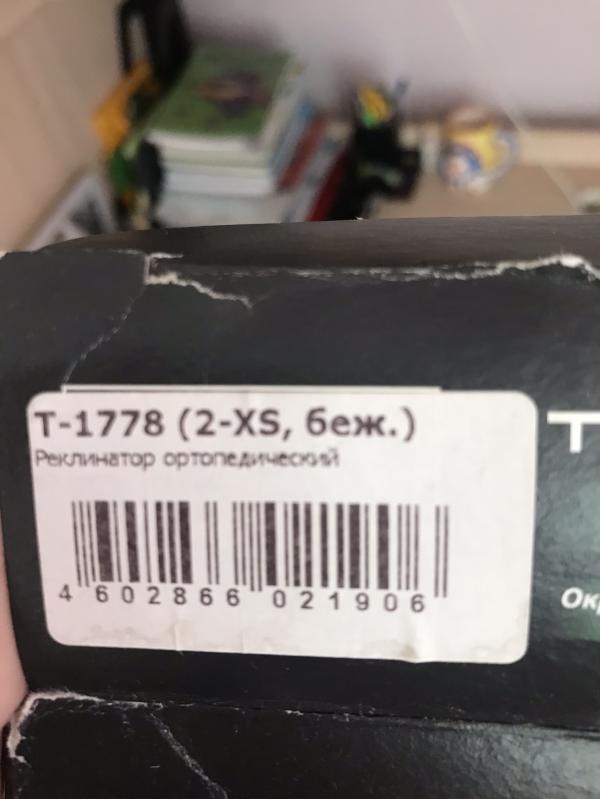 Т-1778 (2-XS, беж.)
Реклинатор ортопедический
4 602866 021906